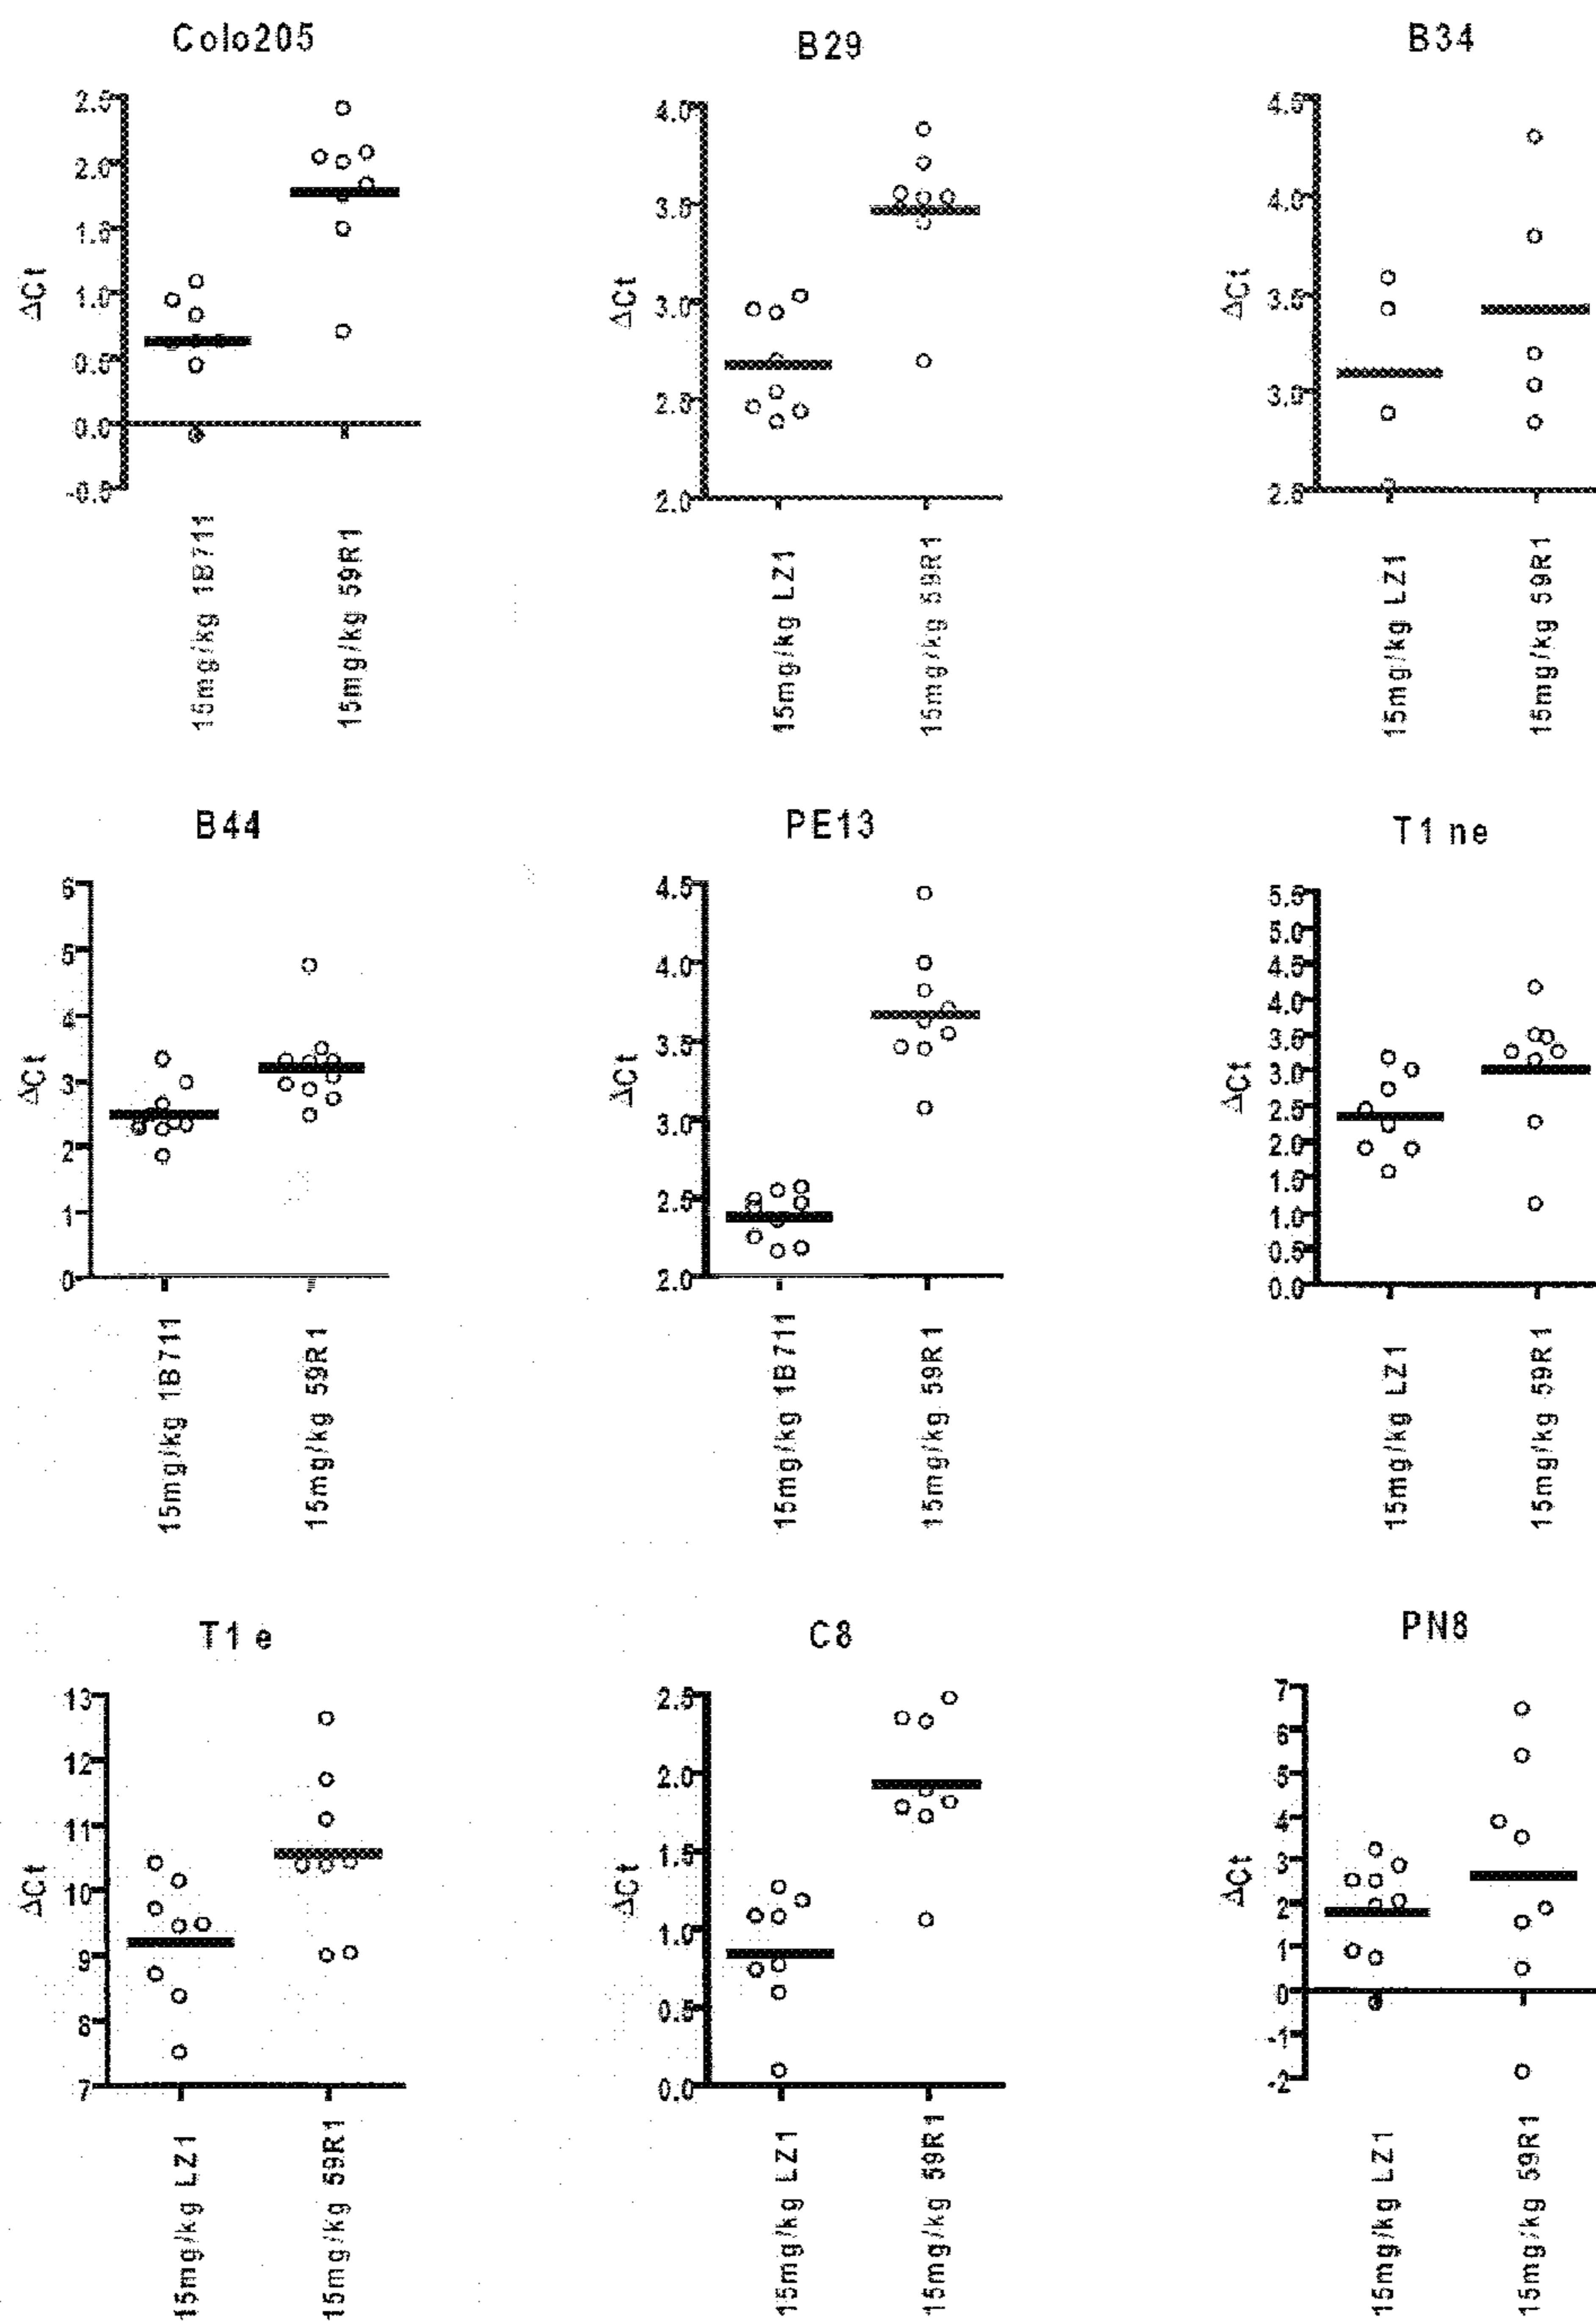 Colo205
ΔCt
2.5
2.0
1.5
1.0
0.5
0.0
-0.5
15mg/kg 1B711
15mg/kg 59R1
B29
ΔCt
4.0
3.5
3.0
2.5
2.0
15mg/kg LZ1
15mg/kg 59R1
B34
ΔCt
4.5
4.0
3.5
3.0
2.5
15mg/kg LZ1
15mg/kg 59R1
B44
ΔCt
6
5
4
3
2
1
0
15mg/kg 1B711
15mg/kg 59R1
PE13
ΔCt
4.5
4.0
3.5
3.0
2.5
2.0
15mg/kg 1B711
15mg/kg 59R1
T1 ne
ΔCt
5.5
5.0
4.5
4.0
3.5
3.0
2.5
2.0
1.5
1.0
0.5
0.0
15mg/kg LZ1
15mg/kg 59R1
T1 e
ΔCt
13
12
11
10
9
8
7
15mg/kg LZ1
15mg/kg 59R1
C8
ΔCt
2.5
2.0
1.5
1.0
0.5
0.0
15mg/kg LZ1
15mg/kg 59R1
PN8
ΔCt
7
6
5
4
3
2
1
0
-1
-2
15mg/kg LZ1
15mg/kg 59R1